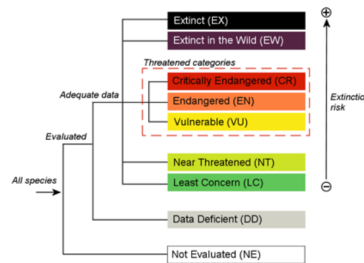 Extinct (EX)
Extinct in the Wild (EW)
Threatened categories
Adequate data
Critically Endangered (CR)
Endangered (EN)
Extinction
risk
Vulnerable (VU)
Evaluated
Near Threatened (NT)
All species
Least Concern (LC)
Data Deficient (DD)
Not Evaluated (NE)